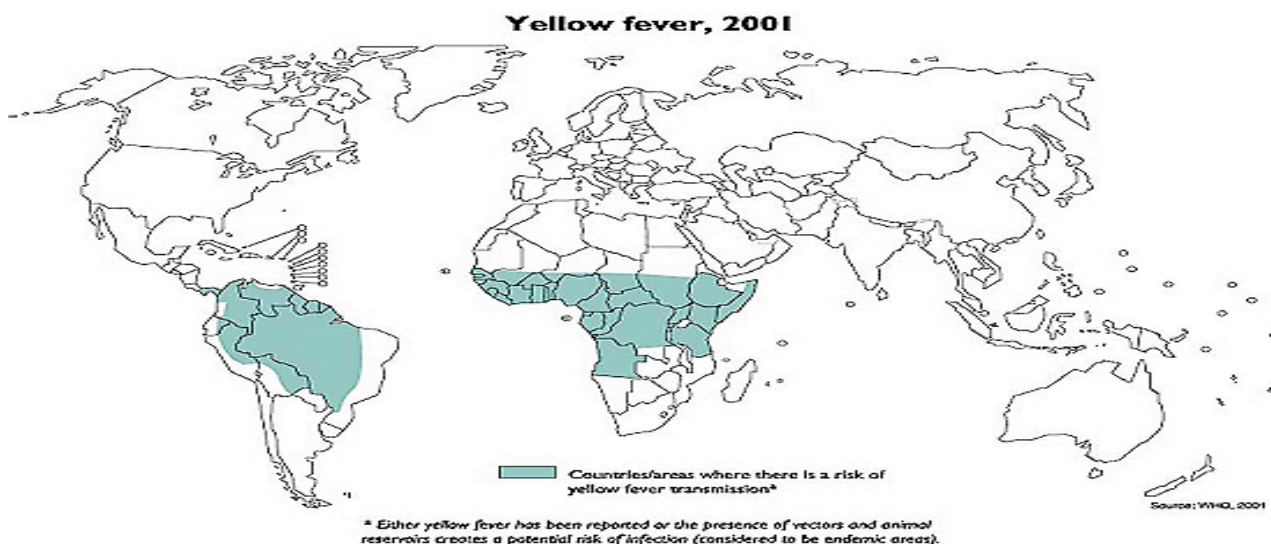 Yellow fever, 2001
Countries/areas where there is a risk of
yellow fever transmission*
Source: WHO, 2001
* Either yellow fever has been reported or the presence of vectors and animal
reservoirs creates a potential risk of infection (considered to be endemic areas).